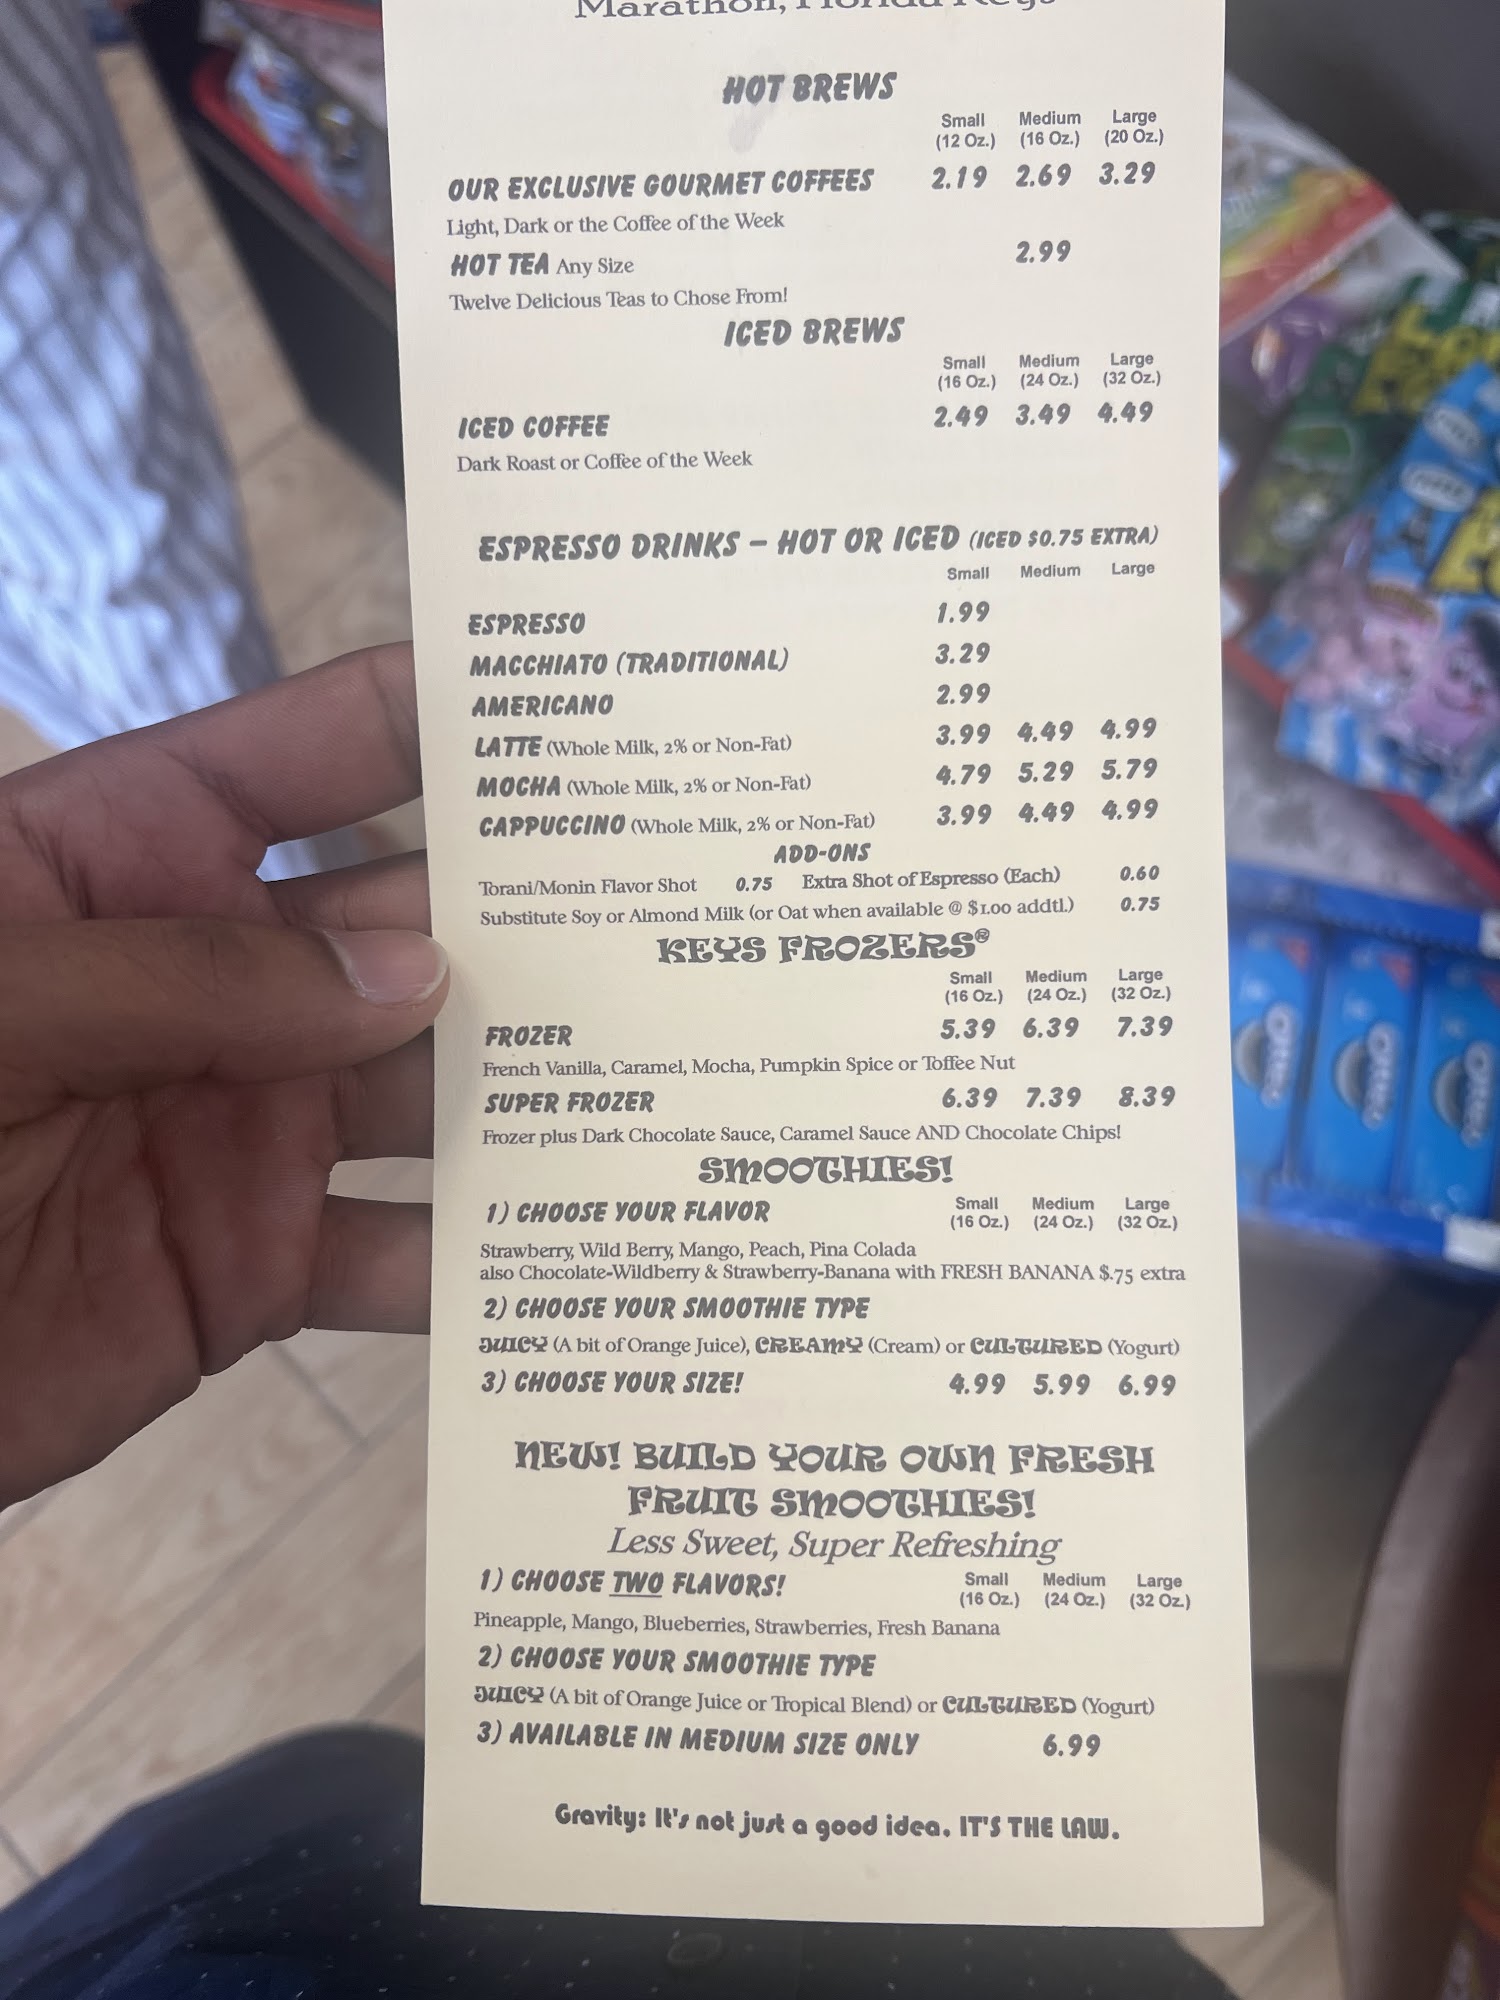 Marathon, Florida Keys
HOT BREWS
Small Medium Large
(12 Oz.) (16 Oz.) (20 Oz.)
OUR EXCLUSIVE GOURMET COFFEES 2.19 2.69 3.29
Light, Dark or the Coffee of the Week
HOT TEA Any Size 2.99
Twelve Delicious Teas to Chose From!
ICED BREWS
Small Medium Large
(16 Oz.) (24 Oz.) (32 Oz.)
ICED COFFEE 2.49 3.49 4.49
Dark Roast or Coffee of the Week
ESPRESSO DRINKS – HOT OR ICED (ICED $0.75 EXTRA)
Small Medium Large
ESPRESSO 1.99
MACCHIATO (TRADITIONAL) 3.29
AMERICANO 2.99
LATTE (Whole Milk, 2% or Non-Fat) 3.99 4.49 4.99
MOCHA (Whole Milk, 2% or Non-Fat) 4.79 5.29 5.79
CAPPUCCINO (Whole Milk, 2% or Non-Fat) 3.99 4.49 4.99
ADD-ONS
Torani/Monin Flavor Shot 0.75 Extra Shot of Espresso (Each) 0.60
Substitute Soy or Almond Milk (or Oat when available @ $1.00 addtl.) 0.75
KEYS FROZERS®
Small Medium Large
(16 Oz.) (24 Oz.) (32 Oz.)
FROZER 5.39 6.39 7.39
French Vanilla, Caramel, Mocha, Pumpkin Spice or Toffee Nut
SUPER FROZER 6.39 7.39 8.39
Frozer plus Dark Chocolate Sauce, Caramel Sauce AND Chocolate Chips!
SMOOTHIES!
1) CHOOSE YOUR FLAVOR Small Medium Large
(16 Oz.) (24 Oz.) (32 Oz.)
Strawberry, Wild Berry, Mango, Peach, Pina Colada
also Chocolate-Wildberry & Strawberry-Banana with FRESH BANANA $.75 extra
2) CHOOSE YOUR SMOOTHIE TYPE
JUICY (A bit of Orange Juice), CREAMY (Cream) or CULTURED (Yogurt)
3) CHOOSE YOUR SIZE! 4.99 5.99 6.99
NEW! BUILD YOUR OWN FRESH
FRUIT SMOOTHIES!
Less Sweet, Super Refreshing
1) CHOOSE TWO FLAVORS! Small Medium Large
(16 Oz.) (24 Oz.) (32 Oz.)
Pineapple, Mango, Blueberries, Strawberries, Fresh Banana
2) CHOOSE YOUR SMOOTHIE TYPE
JUICY (A bit of Orange Juice or Tropical Blend) or CULTURED (Yogurt)
3) AVAILABLE IN MEDIUM SIZE ONLY 6.99
Gravity: It's not just a good idea. IT'S THE LAW.
OREO
OREO
OREO